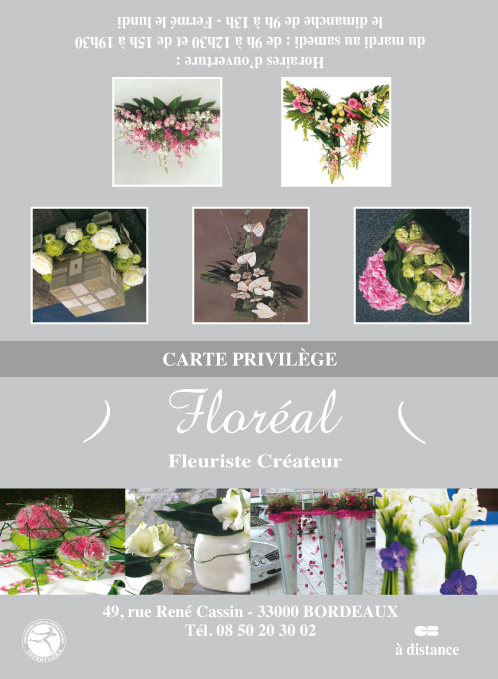 Horaires d'ouverture :
du mardi au samedi : de 9h à 12h30 et de 15h à 19h30
le dimanche de 9h à 13h - Fermé le lundi
CARTE PRIVILÈGE
Floréal
Fleuriste Créateur
49, rue René Cassin - 33000 BORDEAUX
Tél. 08 50 20 30 02
INTERFLORA
CB
à distance